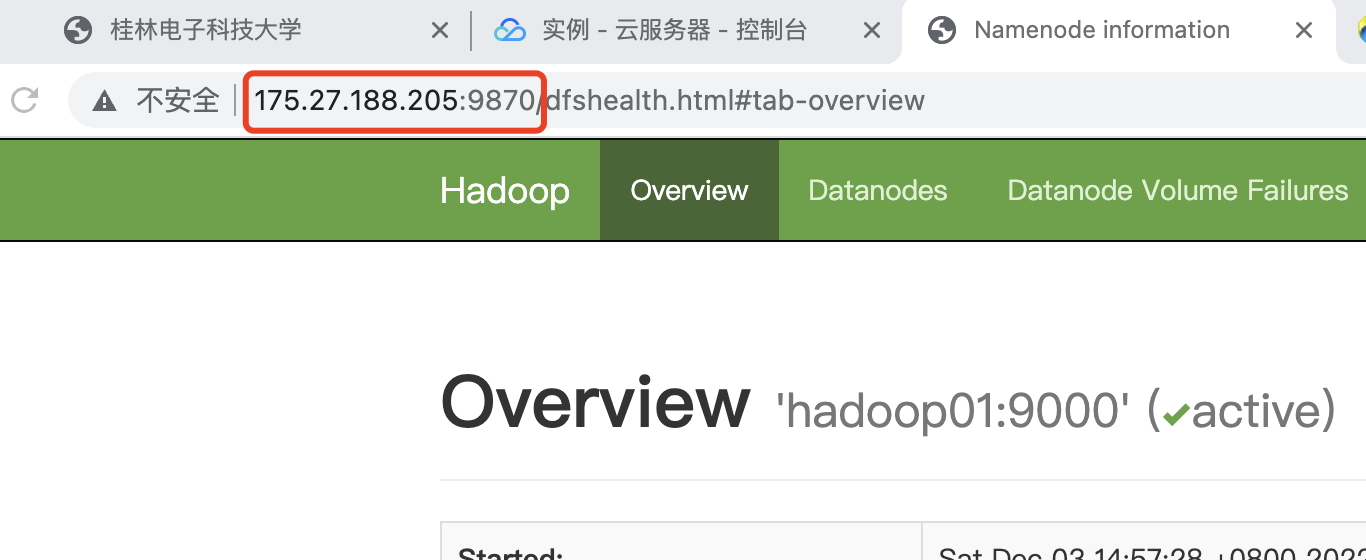 桂林电子科技大学
实例 - 云服务器 - 控制台
Namenode information
不安全
175.27.188.205:9870/dfshealth.html#tab-overview
Hadoop
Overview
Datanodes
Datanode Volume Failures
Overview 'hadoop01:9000' (✔active)
Started:
Sat Dec 03 14:57:28 +0800 2022